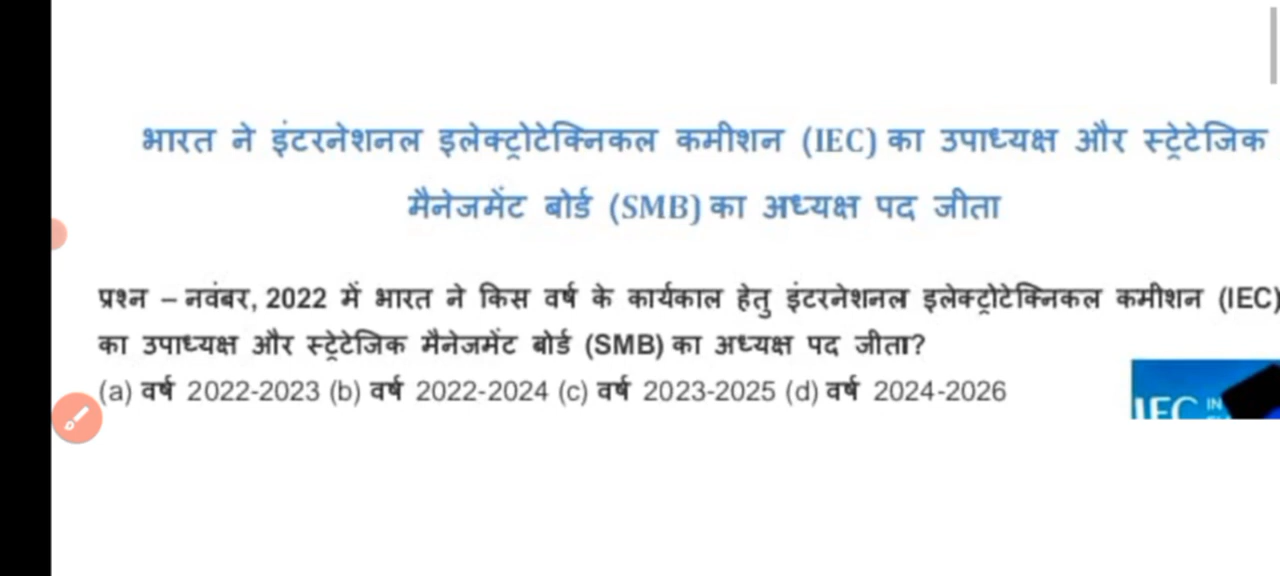 भारत ने इंटरनेशनल इलेक्ट्रोटेक्निकल कमीशन (IEC) का उपाध्यक्ष और स्ट्रेटेजिक
मैनेजमेंट बोर्ड (SMB) का अध्यक्ष पद जीता
प्रश्न – नवंबर, 2022 में भारत ने किस वर्ष के कार्यकाल हेतु इंटरनेशनल इलेक्ट्रोटेक्निकल कमीशन (IEC)
का उपाध्यक्ष और स्ट्रेटेजिक मैनेजमेंट बोर्ड (SMB) का अध्यक्ष पद जीता?
(a) वर्ष 2022-2023 (b) वर्ष 2022-2024 (c) वर्ष 2023-2025 (d) वर्ष 2024-2026
IEC IN